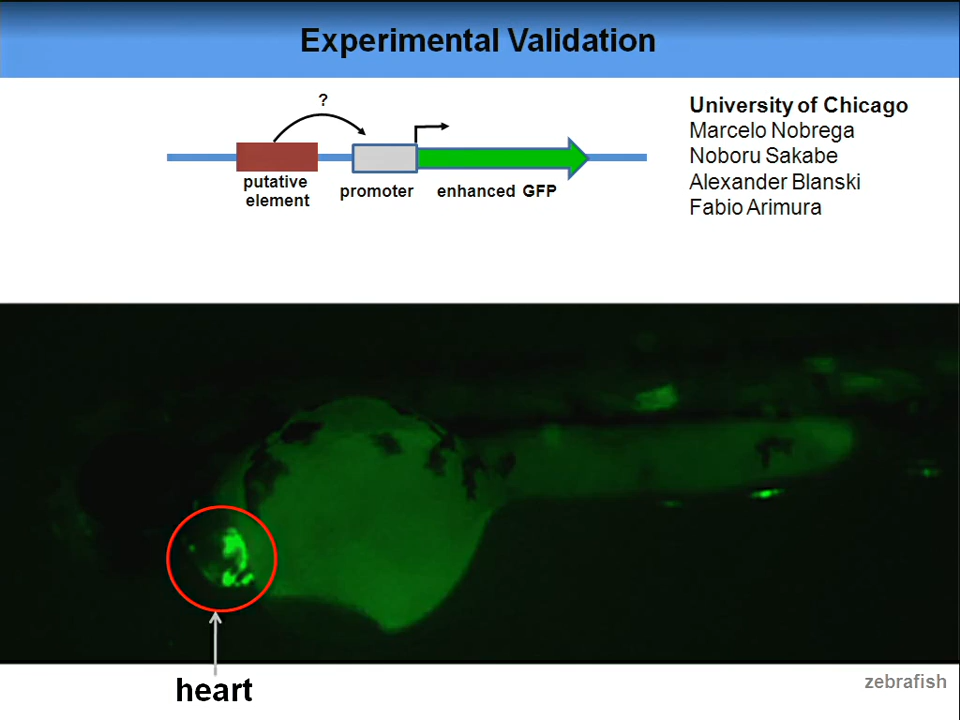 Experimental Validation
?
putative
element
promoter
enhanced GFP
University of Chicago
Marcelo Nobrega
Noboru Sakabe
Alexander Blanski
Fabio Arimura
heart
zebrafish